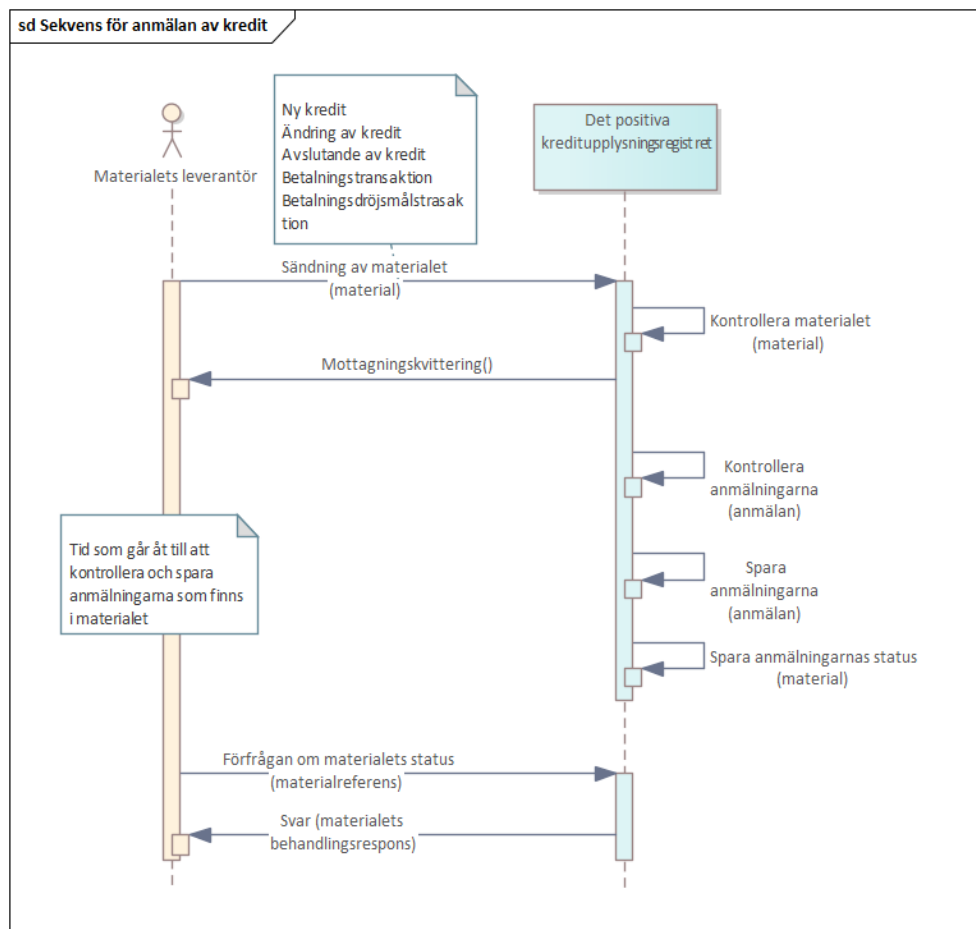 sd Sekvens för anmälan av kredit
Ny kredit
Ändring av kredit
Avslutande av kredit
Betalningstransaktion
Betalningsdröjsmålstrasak
tion
Materialets leverantör
Det positiva
kreditupplysningsregistret
Sändning av materialet
(material)
Kontrollera materialet
(material)
Mottagningskvittering()
Kontrollera
anmälningarna
(anmälan)
Tid som går åt till att
kontrollera och spara
anmälningarna som finns
i materialet
Spara
anmälningarna
(anmälan)
Spara anmälningarnas status
(material)
Förfrågan om materialets status
(materialreferens)
Svar (materialets
behandlingsrespons)